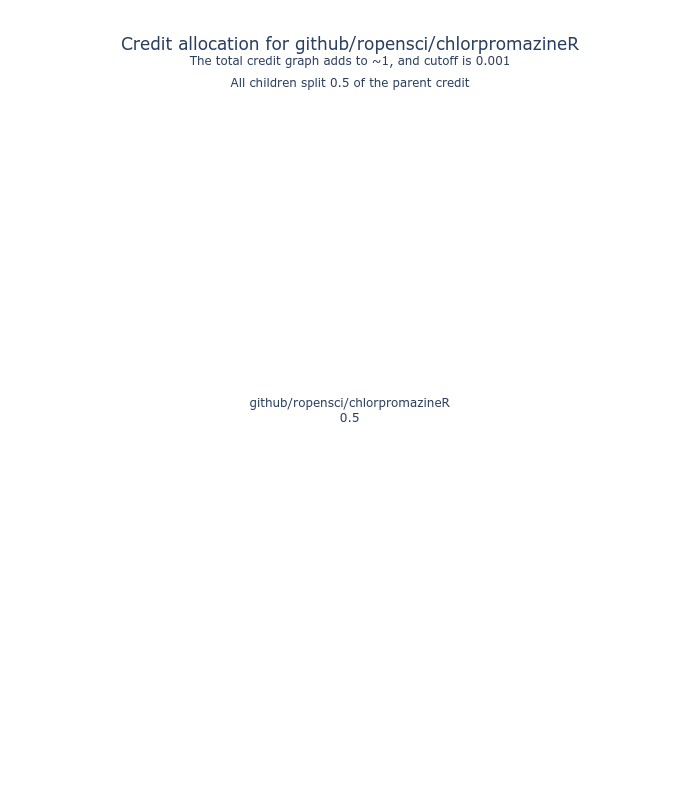 Credit allocation for github/ropensci/chlorpromazineR
The total credit graph adds to ~1, and cutoff is 0.001
All children split 0.5 of the parent credit
github/ropensci/chlorpromazineR
0.5